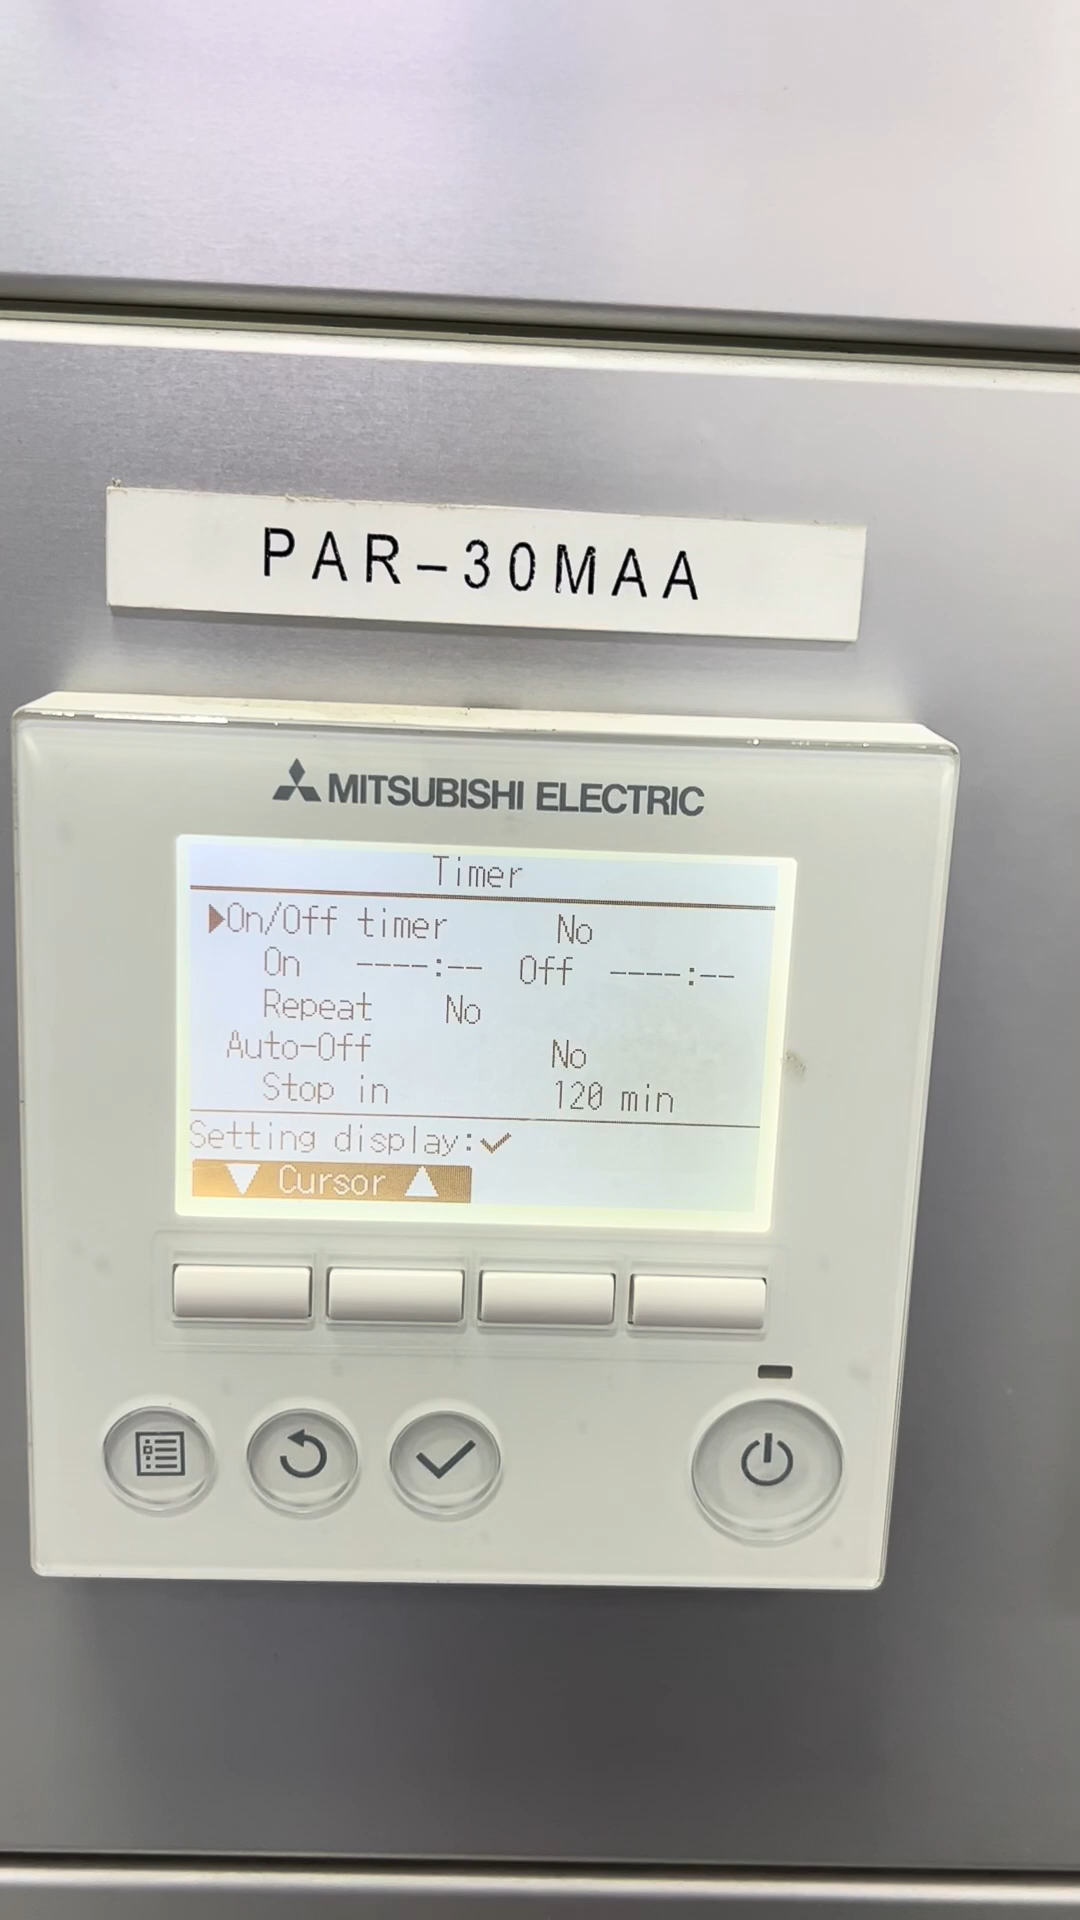 PAR-30MAA
MITSUBISHI ELECTRIC
Timer
▶On/Off timer No
On ----:-- Off ----:--
Repeat No
Auto-Off No
Stop in 120 min
Setting display:✓
▼ Cursor ▲